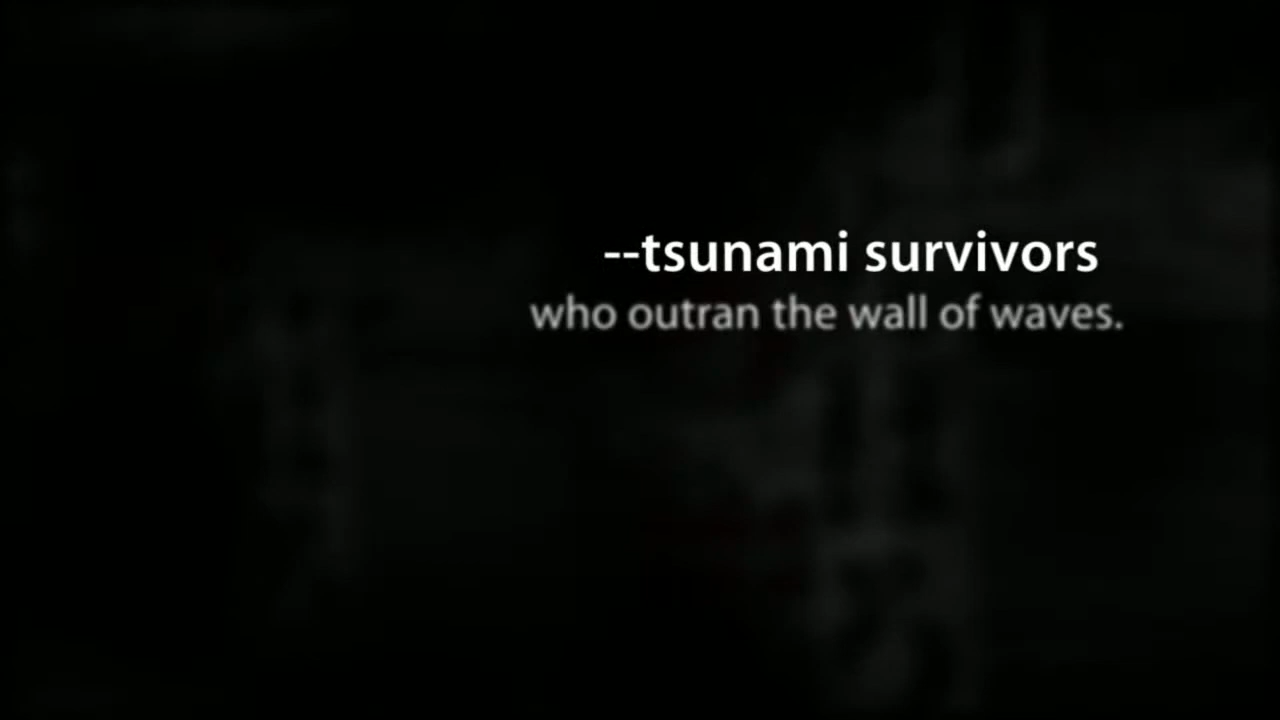 --tsunami survivors
who outran the wall of waves.